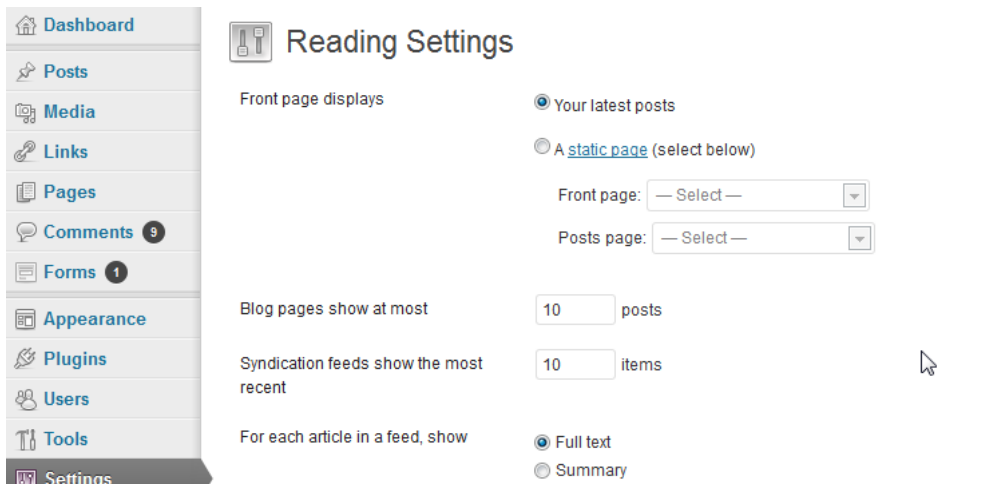 Dashboard
Posts
Media
Links
Pages
Comments 9
Forms 1
Appearance
Plugins
Users
Tools
Settings
Reading Settings
Front page displays
Your latest posts
A static page (select below)
Front page: — Select —
Posts page: — Select —
Blog pages show at most 10 posts
Syndication feeds show the most
recent
10 items
For each article in a feed, show
Full text
Summary